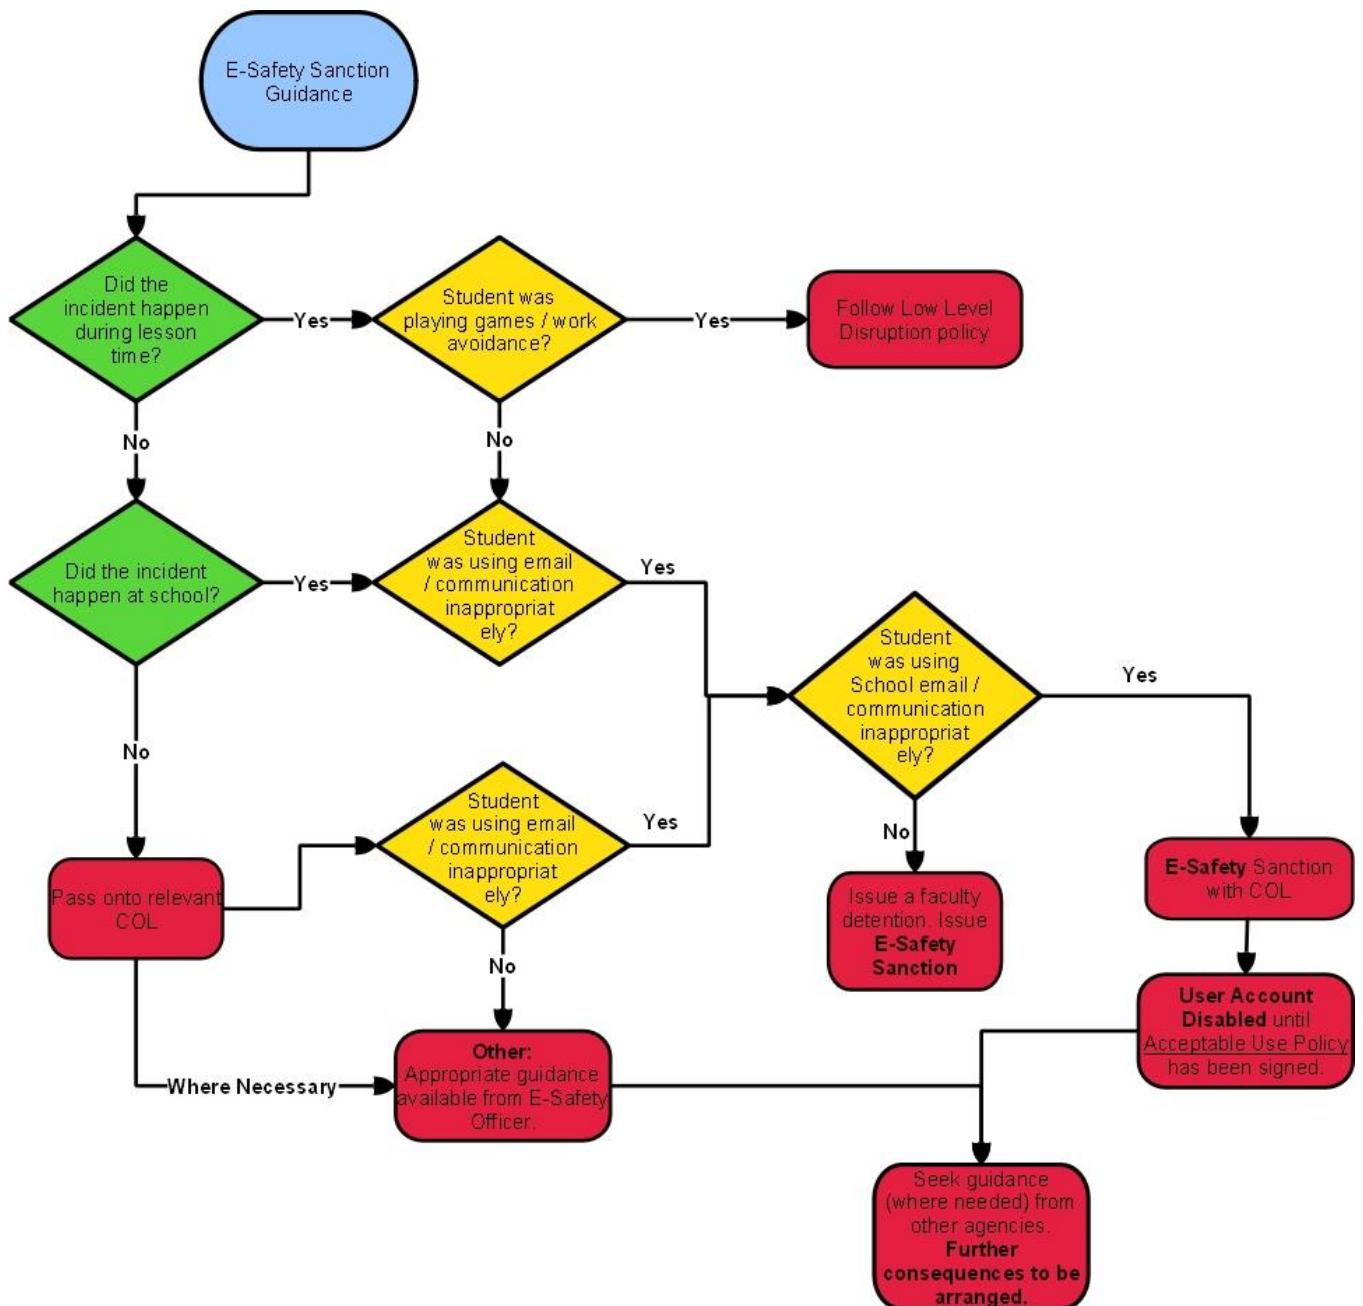 E-Safety Sanction
Guidance
Did the
incident happen
during lesson
time?
Yes
Student was
playing games / work
avoidance?
Yes
Follow Low Level
Disruption policy
No
No
Did the incident
happen at school?
Yes
Student
was using email
/ communication
inappropriat
ely?
Yes
Student
was using
School email /
communication
inappropriat
ely?
Yes
No
Student
was using email
/ communication
inappropriat
ely?
Yes
No
Pass onto relevant
COL
Issue a faculty
detention. Issue
E-Safety
Sanction
E-Safety Sanction
with COL
No
User Account
Disabled until
Acceptable Use Policy
has been signed.
Where Necessary
Other:
Appropriate guidance
available from E-Safety
Officer.
Seek guidance
(where needed) from
other agencies.
Further
consequences to be
arranged.